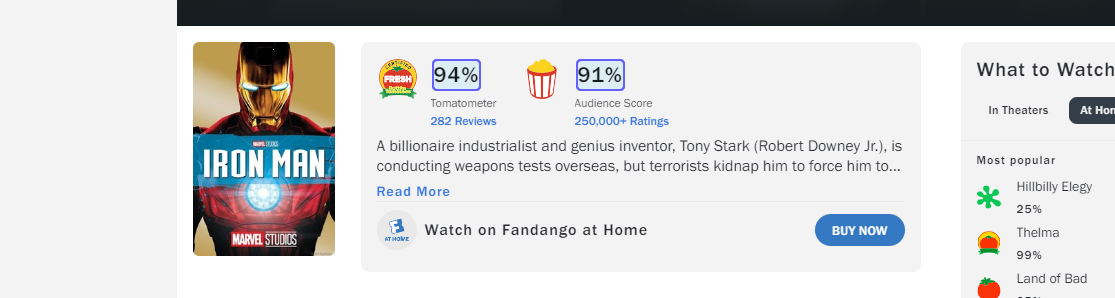 CERTIFIED
FRESH
94%
Tomatometer
282 Reviews
91%
Audience Score
250,000+ Ratings
A billionaire industrialist and genius inventor, Tony Stark (Robert Downey Jr.), is
conducting weapons tests overseas, but terrorists kidnap him to force him to...
Read More
AT HOME
Watch on Fandango at Home
BUY NOW
MARVEL STUDIOS
IRON MAN
MARVEL STUDIOS
What to Watch
In Theaters
At Hon
Most popular
Hillbilly Elegy
25%
Thelma
99%
Land of Bad